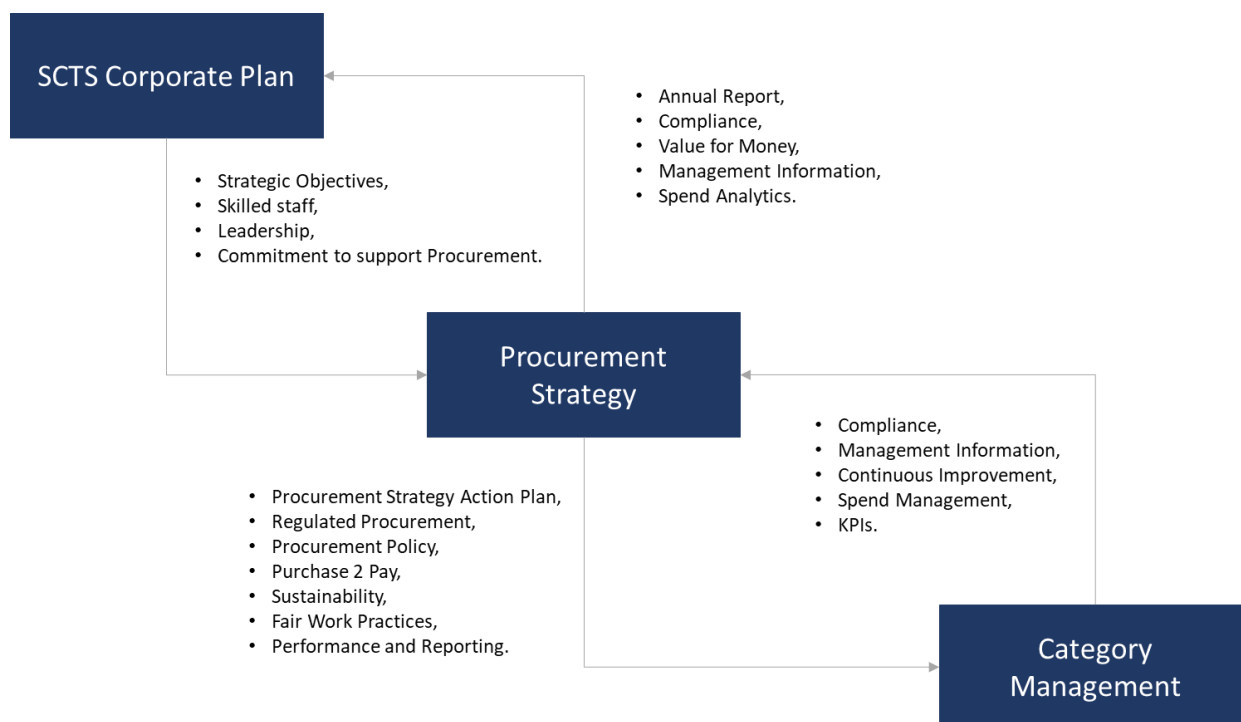 SCTS Corporate Plan
• Annual Report,
• Compliance,
• Value for Money,
• Management Information,
• Spend Analytics.
• Strategic Objectives,
• Skilled staff,
• Leadership,
• Commitment to support Procurement.
Procurement
Strategy
• Compliance,
• Management Information,
• Continuous Improvement,
• Spend Management,
• KPIs.
• Procurement Strategy Action Plan,
• Regulated Procurement,
• Procurement Policy,
• Purchase 2 Pay,
• Sustainability,
• Fair Work Practices,
• Performance and Reporting.
Category
Management